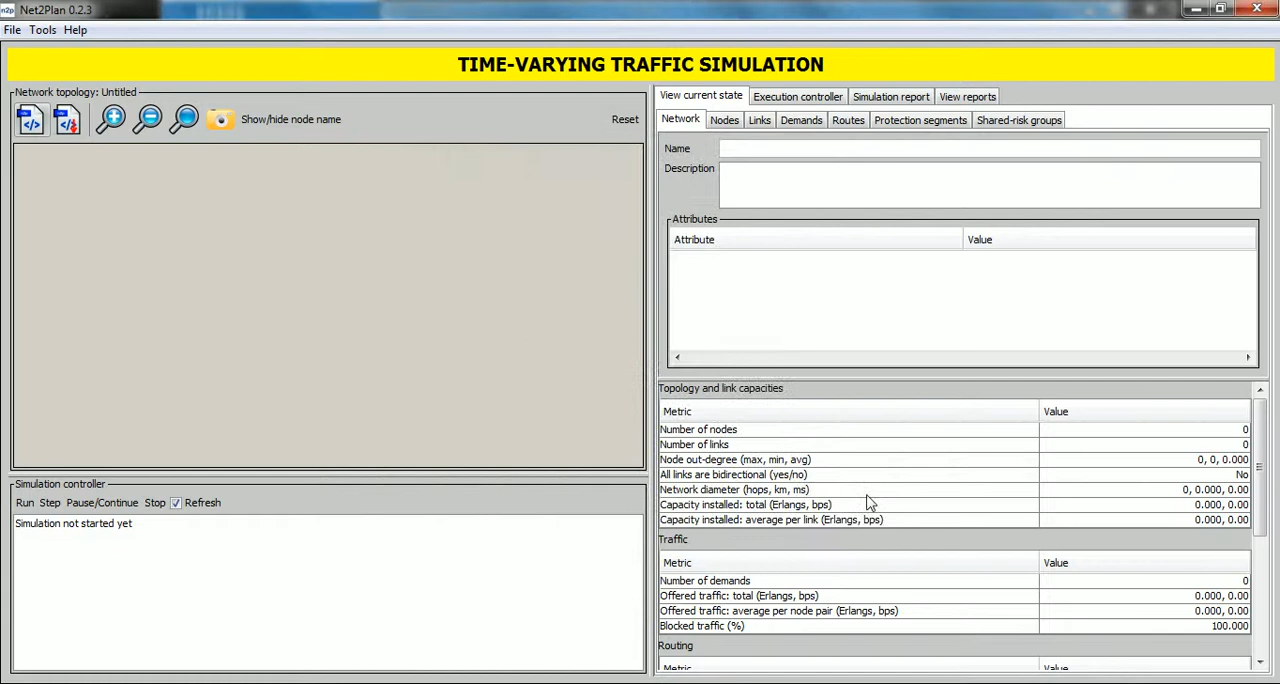 n2p Net2Plan 0.2.3
File Tools Help
TIME-VARYING TRAFFIC SIMULATION
Network topology: Untitled
Show/hide node name
Reset
Simulation controller
Run Step Pause/Continue Stop Refresh
Simulation not started yet
View current state Execution controller Simulation report View reports
Network Nodes Links Demands Routes Protection segments Shared-risk groups
Name
Description
Attributes
Attribute Value
Topology and link capacities
Metric Value
Number of nodes 0
Number of links 0
Node out-degree (max, min, avg) 0, 0, 0.000
All links are bidirectional (yes/no) No
Network diameter (hops, km, ms) 0, 0.000, 0.00
Capacity installed: total (Erlangs, bps) 0.000, 0.00
Capacity installed: average per link (Erlangs, bps) 0.000, 0.00
Traffic
Metric Value
Number of demands 0
Offered traffic: total (Erlangs, bps) 0.000, 0.00
Offered traffic: average per node pair (Erlangs, bps) 0.000, 0.00
Blocked traffic (%) 100.000
Routing
Metric Value